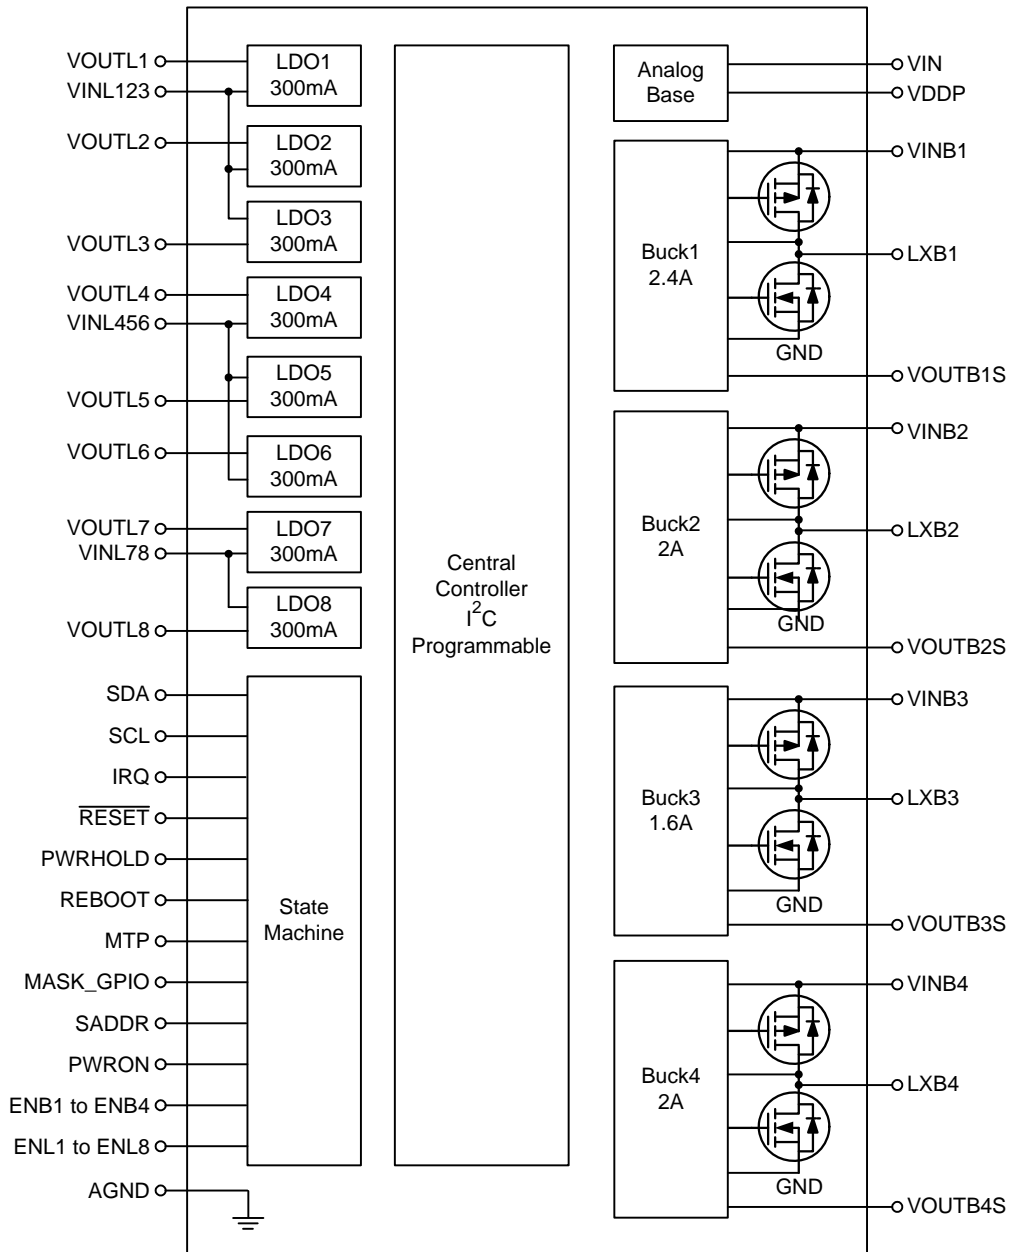 VOUTL1
VINL123
VOUTL2
VOUTL3
VOUTL4
VINL456
VOUTL5
VOUTL6
VOUTL7
VINL78
VOUTL8
SDA
SCL
IRQ
RESET
PWRHOLD
REBOOT
MTP
MASK_GPIO
SADDR
PWRON
ENB1 to ENB4
ENL1 to ENL8
AGND
LDO1
300mA
LDO2
300mA
LDO3
300mA
LDO4
300mA
LDO5
300mA
LDO6
300mA
LDO7
300mA
LDO8
300mA
State
Machine
Central
Controller
I²C
Programmable
Analog
Base
Buck1
2.4A
GND
Buck2
2A
GND
Buck3
1.6A
GND
Buck4
2A
GND
VIN
VDDP
VINB1
LXB1
VOUTB1S
VINB2
LXB2
VOUTB2S
VINB3
LXB3
VOUTB3S
VINB4
LXB4
VOUTB4S